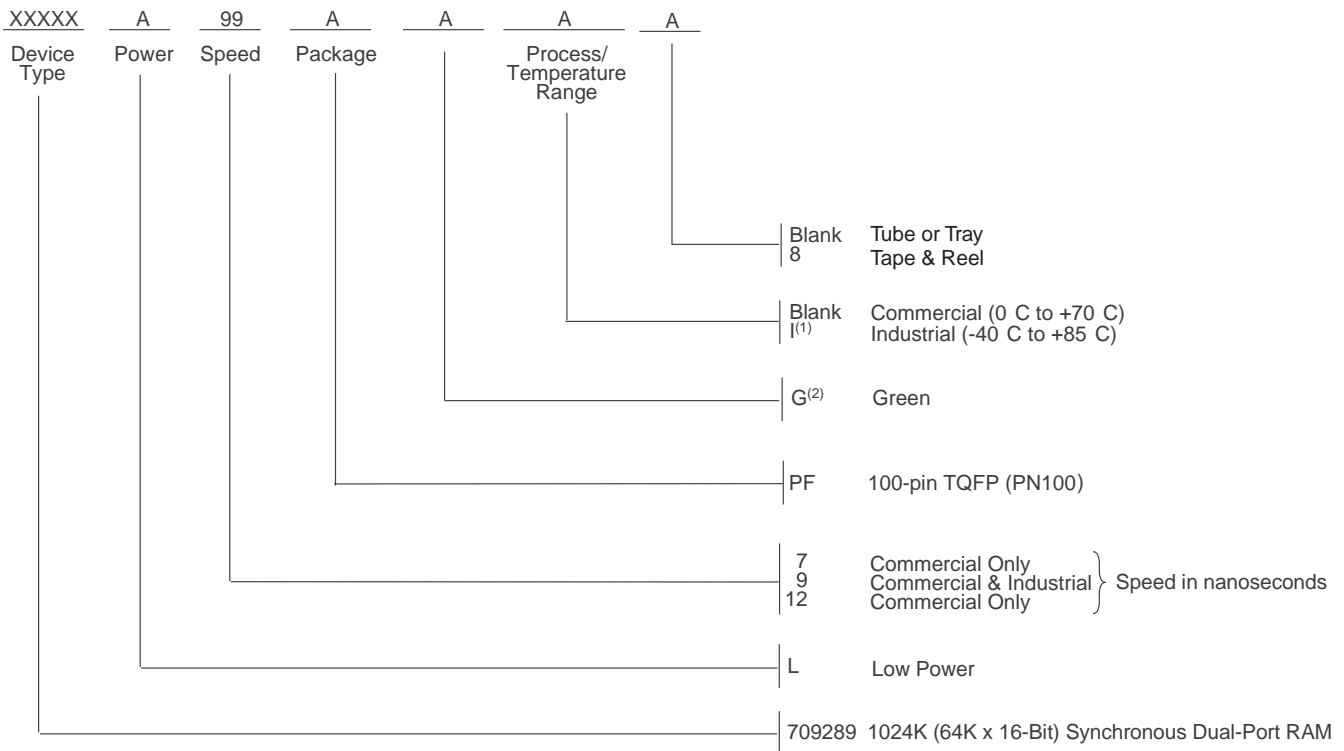 XXXXX A 99 A A A A
Device Type Power Speed Package Process/ Temperature Range
Blank Tube or Tray
8 Tape & Reel
Blank Commercial (0 C to +70 C)
I(1) Industrial (-40 C to +85 C)
G(2) Green
PF 100-pin TQFP (PN100)
7 Commercial Only
9 Commercial & Industrial Speed in nanoseconds
12 Commercial Only
L Low Power
709289 1024K (64K x 16-Bit) Synchronous Dual-Port RAM